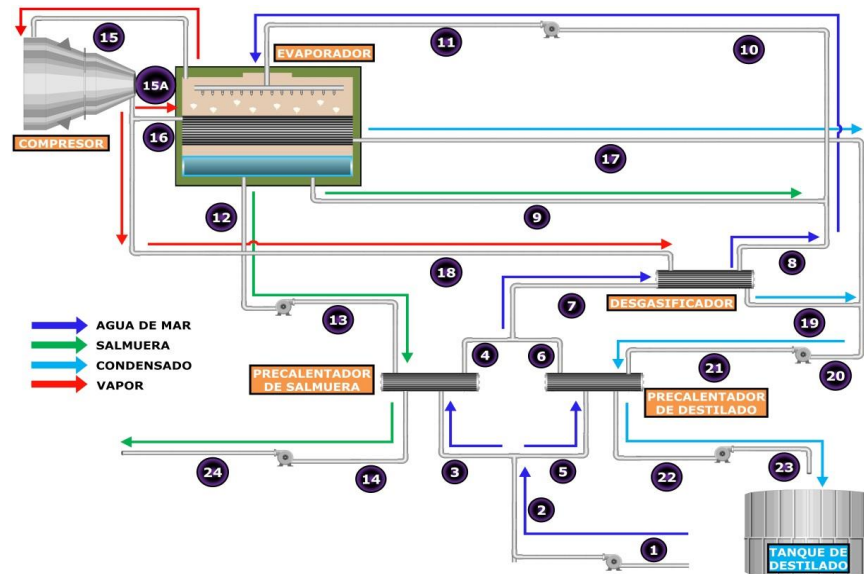 15
11
10
EVAPORADOR
15A
COMPRESOR
16
17
12
9
8
18
7
DESGASIFICADOR
19
AGUA DE MAR
SALMUERA
CONDENSADO
VAPOR
13
4
6
21
20
PRECALENTADOR
DE SALMUERA
PRECALENTADOR
DE DESTILADO
24
14
3
5
22
23
2
1
TANQUE DE
DESTILADO